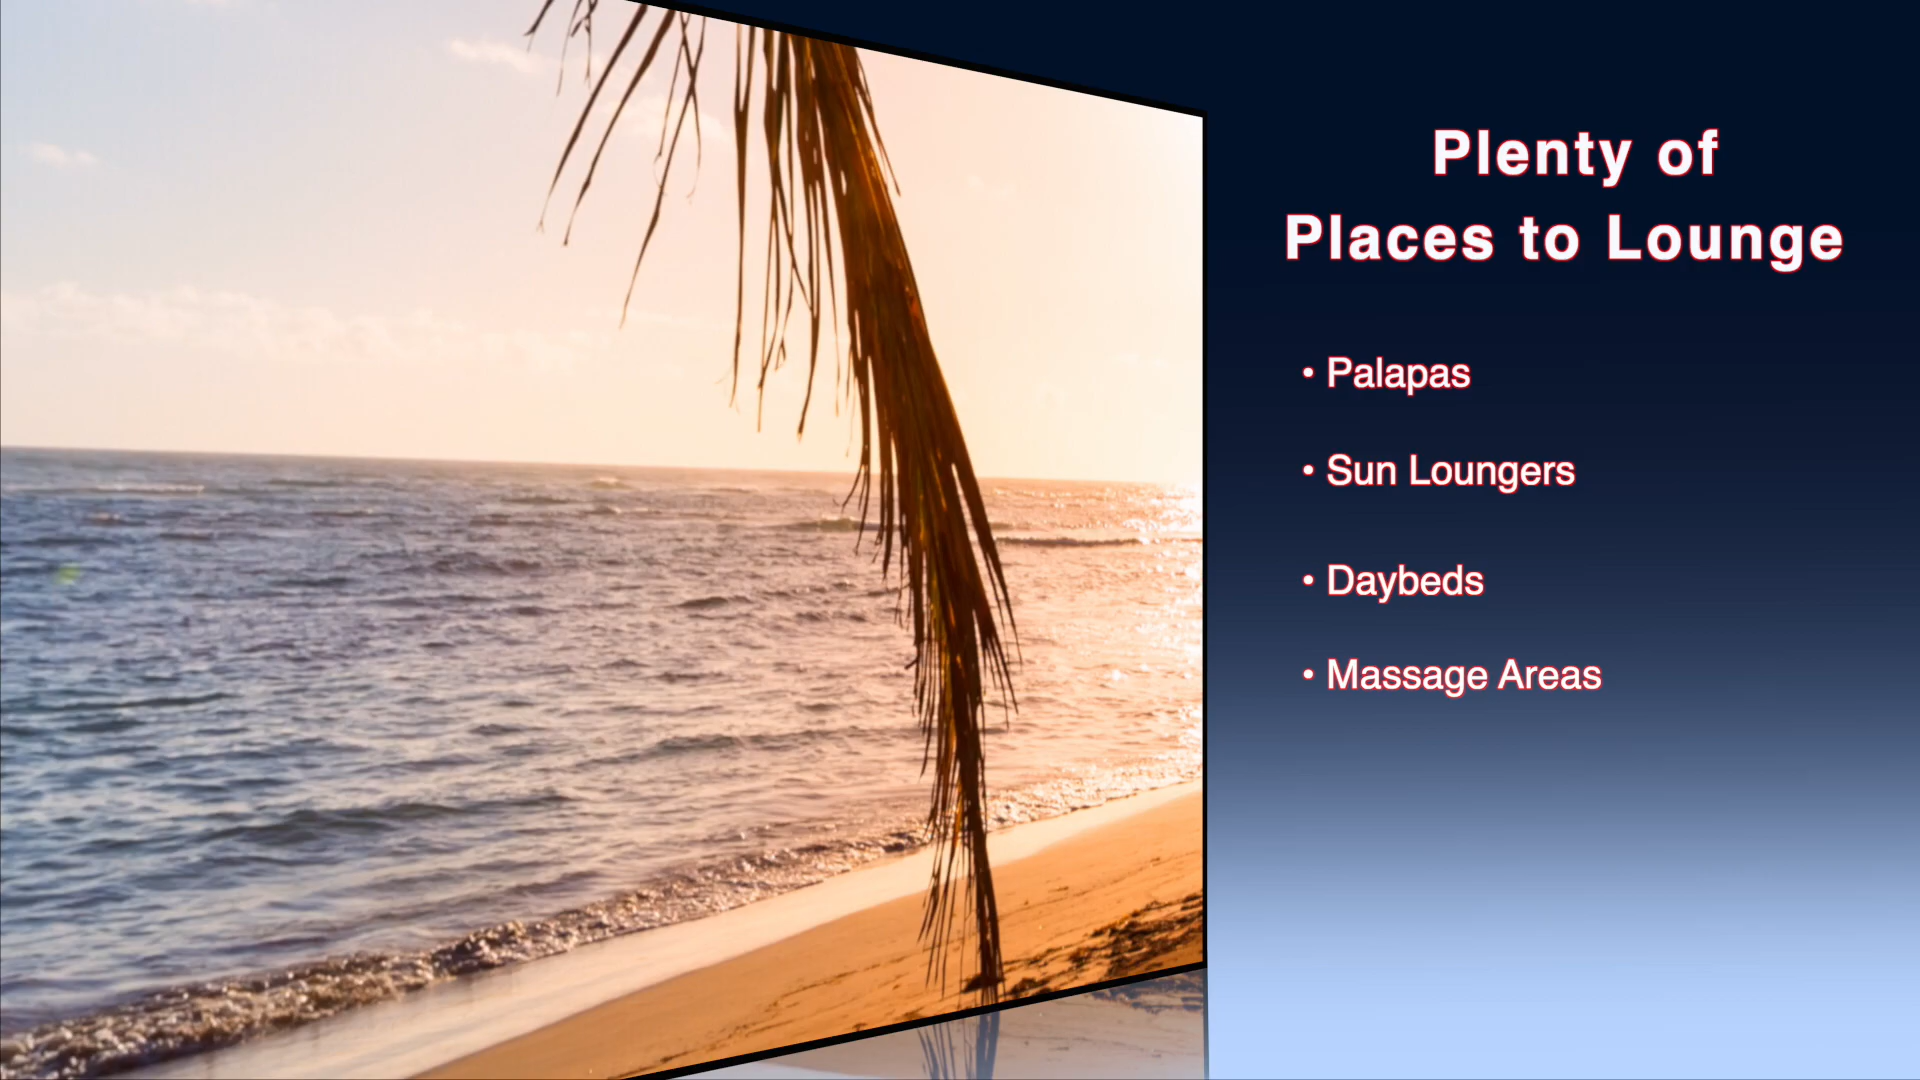 Plenty of
Places to Lounge
• Palapas
• Sun Loungers
• Daybeds
• Massage Areas